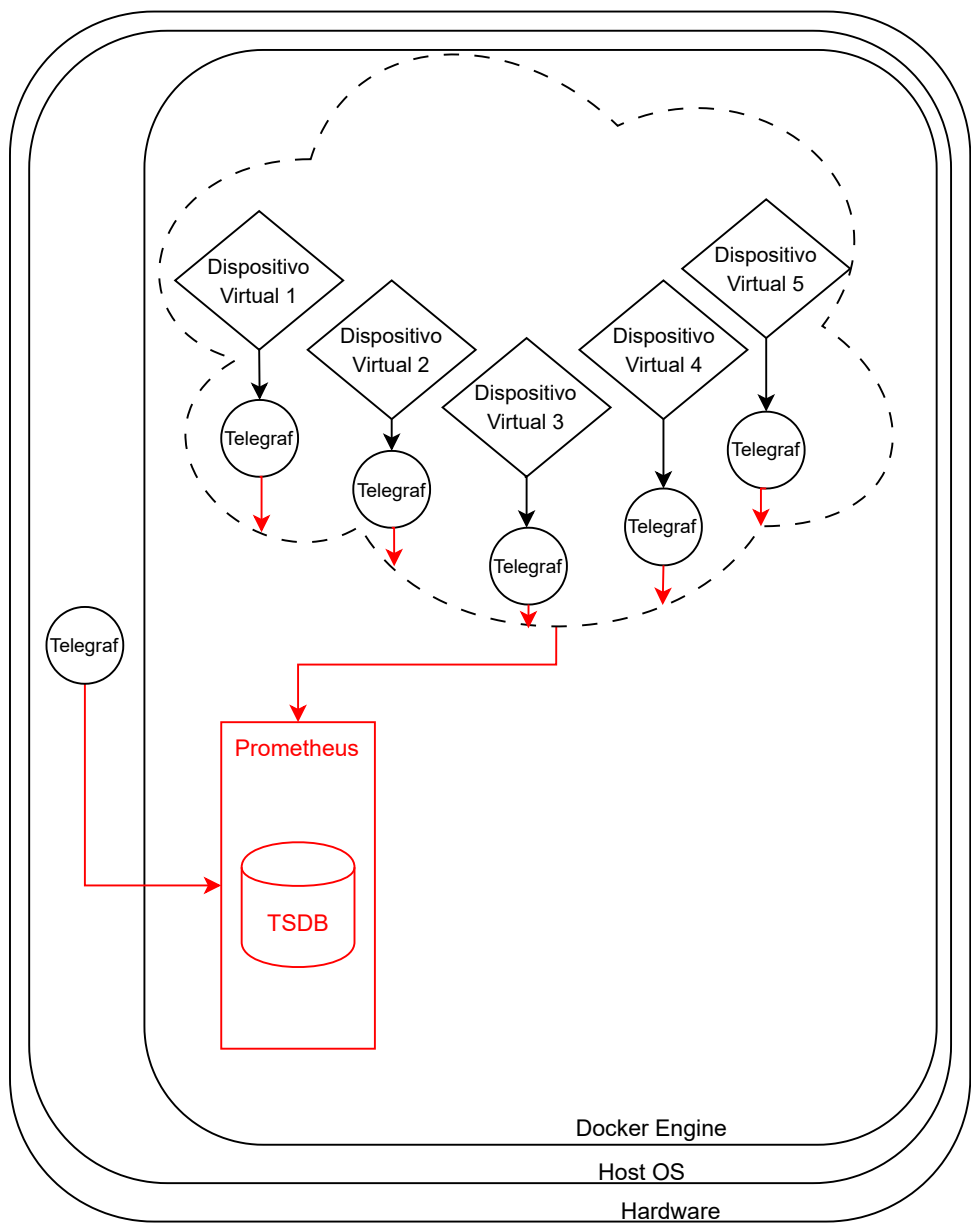 Dispositivo
Virtual 1
Dispositivo
Virtual 2
Dispositivo
Virtual 3
Dispositivo
Virtual 4
Dispositivo
Virtual 5
Telegraf
Telegraf
Telegraf
Telegraf
Telegraf
Telegraf
Prometheus
TSDB
Docker Engine
Host OS
Hardware